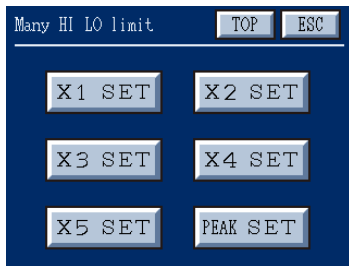 Many HI LO limit TOP ESC
X1 SET X2 SET
X3 SET X4 SET
X5 SET PEAK SET